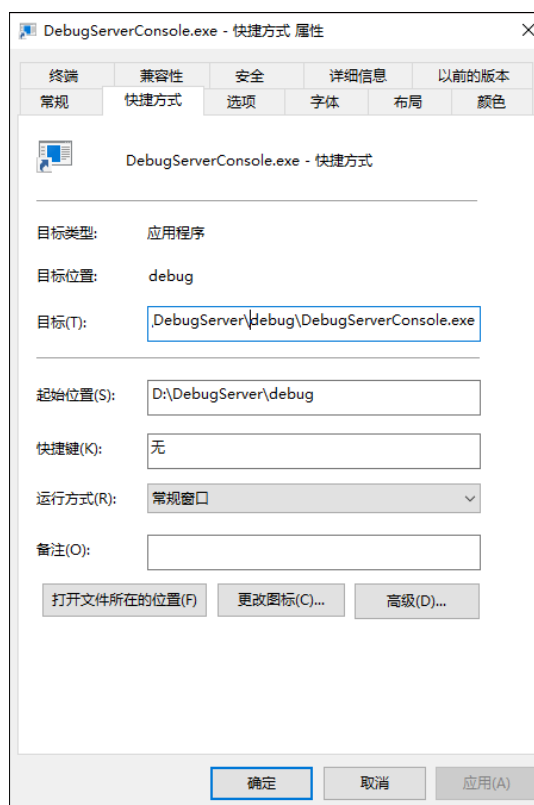 DebugServerConsole.exe - 快捷方式 属性
终端 兼容性 安全 详细信息 以前的版本
常规 快捷方式 选项 字体 布局 颜色
DebugServerConsole.exe - 快捷方式
目标类型: 应用程序
目标位置: debug
目标(T): DebugServer\debug\DebugServerConsole.exe
起始位置(S): D:\DebugServer\debug
快捷键(K): 无
运行方式(R): 常规窗口
备注(O):
打开文件所在的位置(F) 更改图标(C)... 高级(D)...
确定 取消 应用(A)